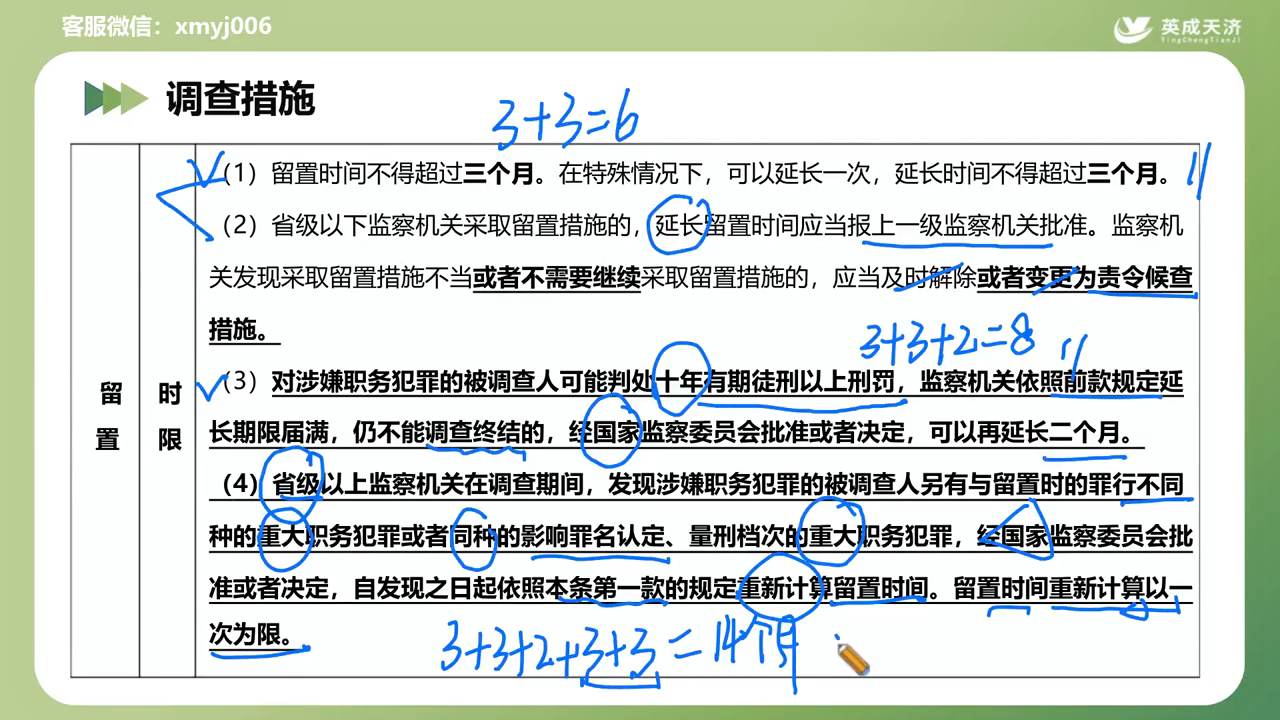 客服微信：xmyj006
英成天济
YingChengTianJi
调查措施
3+3=6
留置
时限
（1）留置时间不得超过三个月。在特殊情况下，可以延长一次，延长时间不得超过三个月。
（2）省级以下监察机关采取留置措施的，延长留置时间应当报上一级监察机关批准。监察机
关发现采取留置措施不当或者不需要继续采取留置措施的，应当及时解除或者变更为责令候查
措施。
3+3+2=8
（3）对涉嫌职务犯罪的被调查人可能判处十年有期徒刑以上刑罚，监察机关依照前款规定延
长期限届满，仍不能调查终结的，经国家监察委员会批准或者决定，可以再延长二个月。
（4）省级以上监察机关在调查期间，发现涉嫌职务犯罪的被调查人另有与留置时的罪行不同
种的重大职务犯罪或者同种的影响罪名认定、量刑档次的重大职务犯罪，经国家监察委员会批
准或者决定，自发现之日起依照本条第一款的规定重新计算留置时间。留置时间重新计算以一
次为限。
3+3+2+3+3=14个月